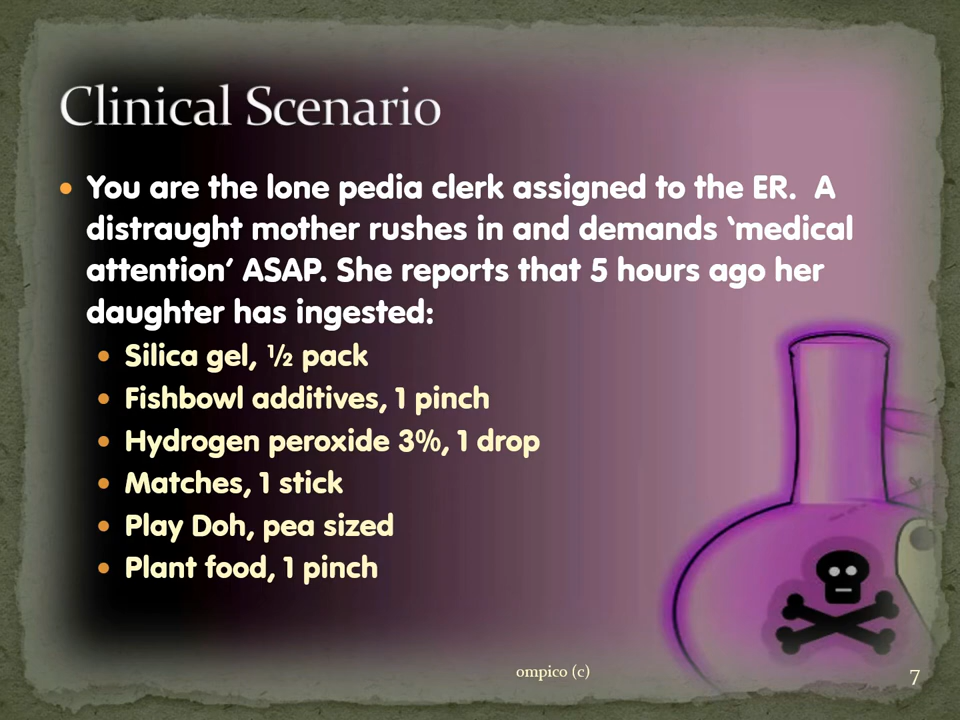 Clinical Scenario
• You are the lone pedia clerk assigned to the ER.  A
distraught mother rushes in and demands ‘medical
attention’ ASAP. She reports that 5 hours ago her
daughter has ingested:
• Silica gel, ½ pack
• Fishbowl additives, 1 pinch
• Hydrogen peroxide 3%, 1 drop
• Matches, 1 stick
• Play Doh, pea sized
• Plant food, 1 pinch
ompico (c)
7